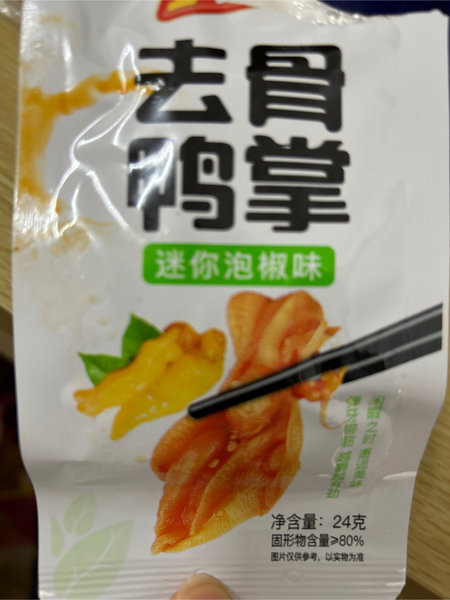 去骨
鸭掌
迷你泡椒味
净含量：24克
固形物含量≥80%
图片仅供参考，以实物为准